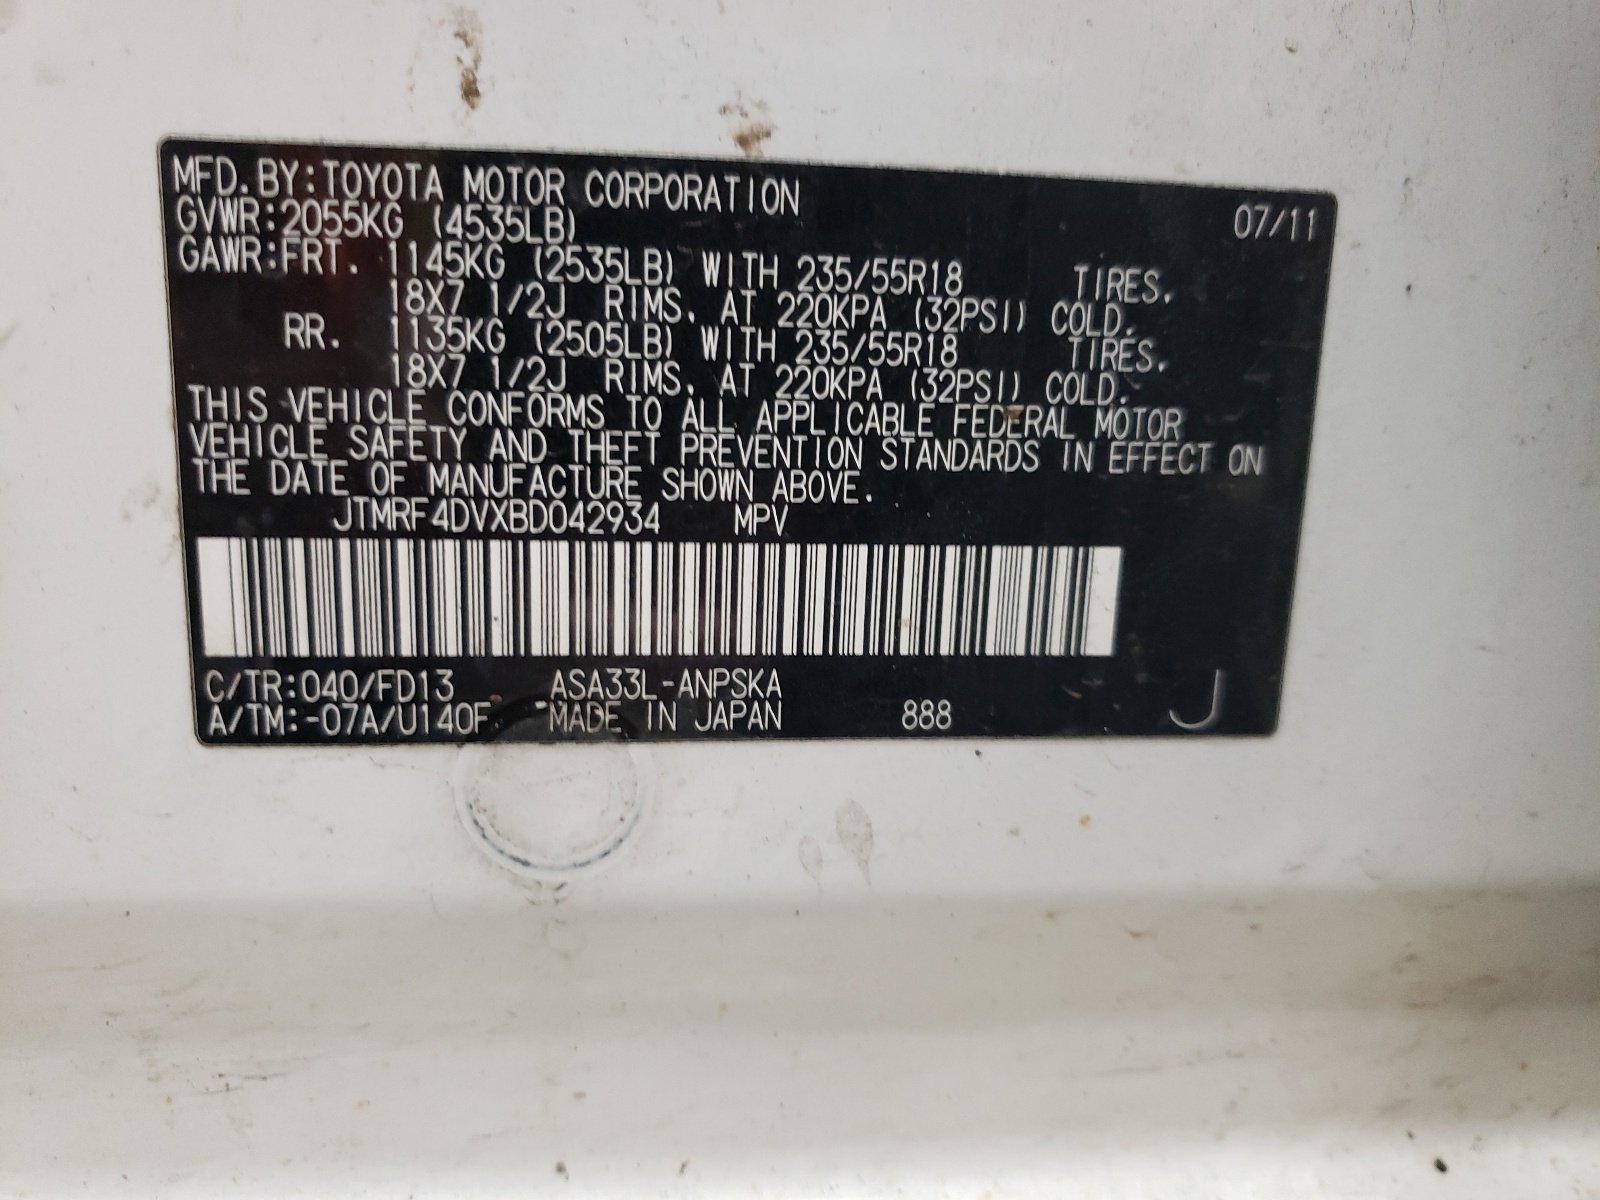 MFD. BY: TOYOTA MOTOR CORPORATION 07/11
GVWR: 2055KG (4535LB)
GAWR: FRT. 1145KG (2535LB) WITH 235/55R18 TIRES.
18X7 1/2J RIMS. AT 220KPA (32PSI) COLD.
RR. 1135KG (2505LB) WITH 235/55R18 TIRES.
18X7 1/2J RIMS. AT 220KPA (32PSI) COLD.
THIS VEHICLE CONFORMS TO ALL APPLICABLE FEDERAL MOTOR
VEHICLE SAFETY AND THEFT PREVENTION STANDARDS IN EFFECT ON
THE DATE OF MANUFACTURE SHOWN ABOVE.
JTMRF4DVXBD042934 MPV
C/TR: 040/FD13 ASA33L-ANPSKA
A/TM: -07A/U140F MADE IN JAPAN 888 J